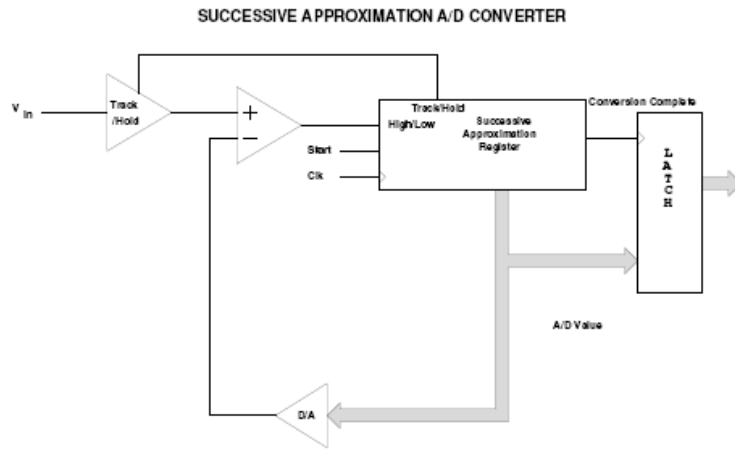 SUCCESSIVE APPROXIMATION A/D CONVERTER
V in
Track
/Hold
+
−
Track/Hold
High/Low
Successive
Approximation
Register
Start
Clk
Conversion Complete
L
A
T
C
H
A/D Value
D/A